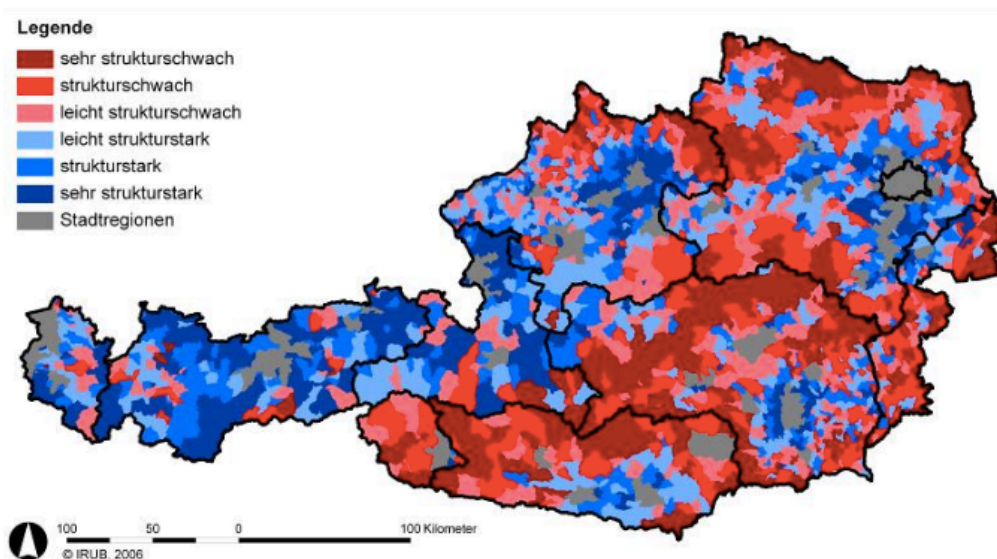 Legende
sehr strukturschwach
strukturschwach
leicht strukturschwach
leicht strukturstark
strukturstark
sehr strukturstark
Stadtregionen
100 50 0 100 Kilometer
© IRUB, 2006